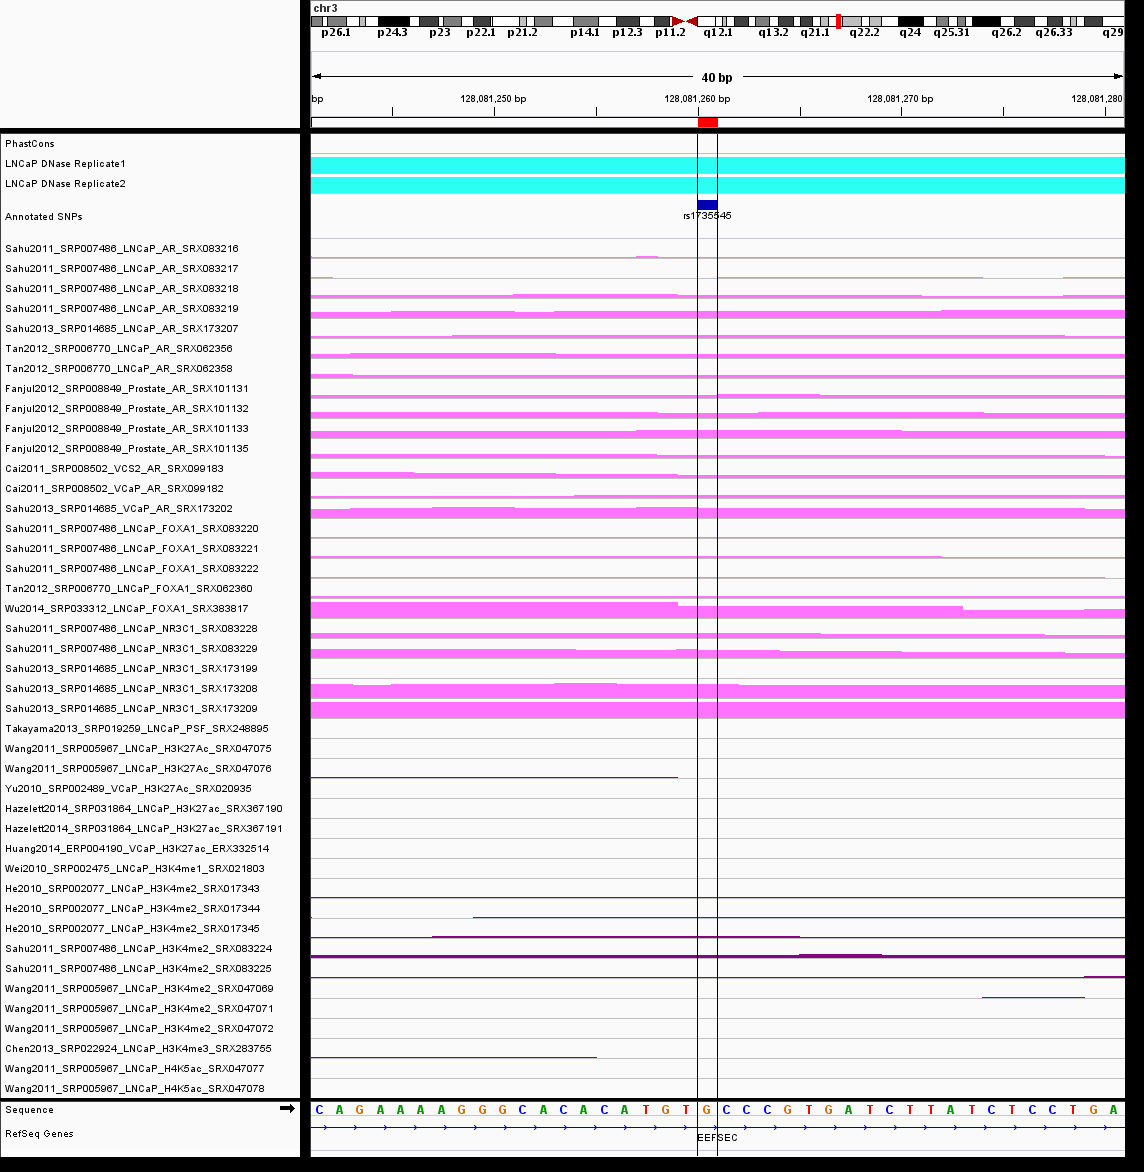 chr3
p26.1 p24.3 p23 p22.1 p21.2 p14.1 p12.3 p11.2 q12.1 q13.2 q21.1 q22.2 q24 q25.31 q26.2 q26.33 q29
40 bp
bp 128,081,250 bp 128,081,260 bp 128,081,270 bp 128,081,280
PhastCons
LNCaP DNase Replicate1
LNCaP DNase Replicate2
Annotated SNPs
rs1735545
Sahu2011_SRP007486_LNCaP_AR_SRX083216
Sahu2011_SRP007486_LNCaP_AR_SRX083217
Sahu2011_SRP007486_LNCaP_AR_SRX083218
Sahu2011_SRP007486_LNCaP_AR_SRX083219
Sahu2013_SRP014685_LNCaP_AR_SRX173207
Tan2012_SRP006770_LNCaP_AR_SRX062356
Tan2012_SRP006770_LNCaP_AR_SRX062358
Fanjul2012_SRP008849_Prostate_AR_SRX101131
Fanjul2012_SRP008849_Prostate_AR_SRX101132
Fanjul2012_SRP008849_Prostate_AR_SRX101133
Fanjul2012_SRP008849_Prostate_AR_SRX101135
Cai2011_SRP008502_VCS2_AR_SRX099183
Cai2011_SRP008502_VCaP_AR_SRX099182
Sahu2013_SRP014685_VCaP_AR_SRX173202
Sahu2011_SRP007486_LNCaP_FOXA1_SRX083220
Sahu2011_SRP007486_LNCaP_FOXA1_SRX083221
Sahu2011_SRP007486_LNCaP_FOXA1_SRX083222
Tan2012_SRP006770_LNCaP_FOXA1_SRX062360
Wu2014_SRP033312_LNCaP_FOXA1_SRX383817
Sahu2011_SRP007486_LNCaP_NR3C1_SRX083228
Sahu2011_SRP007486_LNCaP_NR3C1_SRX083229
Sahu2013_SRP014685_LNCaP_NR3C1_SRX173199
Sahu2013_SRP014685_LNCaP_NR3C1_SRX173208
Sahu2013_SRP014685_LNCaP_NR3C1_SRX173209
Takayama2013_SRP019259_LNCaP_PSF_SRX248895
Wang2011_SRP005967_LNCaP_H3K27Ac_SRX047075
Wang2011_SRP005967_LNCaP_H3K27Ac_SRX047076
Yu2010_SRP002489_VCaP_H3K27Ac_SRX020935
Hazelett2014_SRP031864_LNCaP_H3K27ac_SRX367190
Hazelett2014_SRP031864_LNCaP_H3K27ac_SRX367191
Huang2014_ERP004190_VCaP_H3K27ac_ERX332514
Wei2010_SRP002475_LNCaP_H3K4me1_SRX021803
He2010_SRP002077_LNCaP_H3K4me2_SRX017343
He2010_SRP002077_LNCaP_H3K4me2_SRX017344
He2010_SRP002077_LNCaP_H3K4me2_SRX017345
Sahu2011_SRP007486_LNCaP_H3K4me2_SRX083224
Sahu2011_SRP007486_LNCaP_H3K4me2_SRX083225
Wang2011_SRP005967_LNCaP_H3K4me2_SRX047069
Wang2011_SRP005967_LNCaP_H3K4me2_SRX047071
Wang2011_SRP005967_LNCaP_H3K4me2_SRX047072
Chen2013_SRP022924_LNCaP_H3K4me3_SRX283755
Wang2011_SRP005967_LNCaP_H4K5ac_SRX047077
Wang2011_SRP005967_LNCaP_H4K5ac_SRX047078
Sequence C A G A A A A G G G C A C A C A T G T G C C C G T G A T C T T A T C T C C T G A
RefSeq Genes
EEFSEC